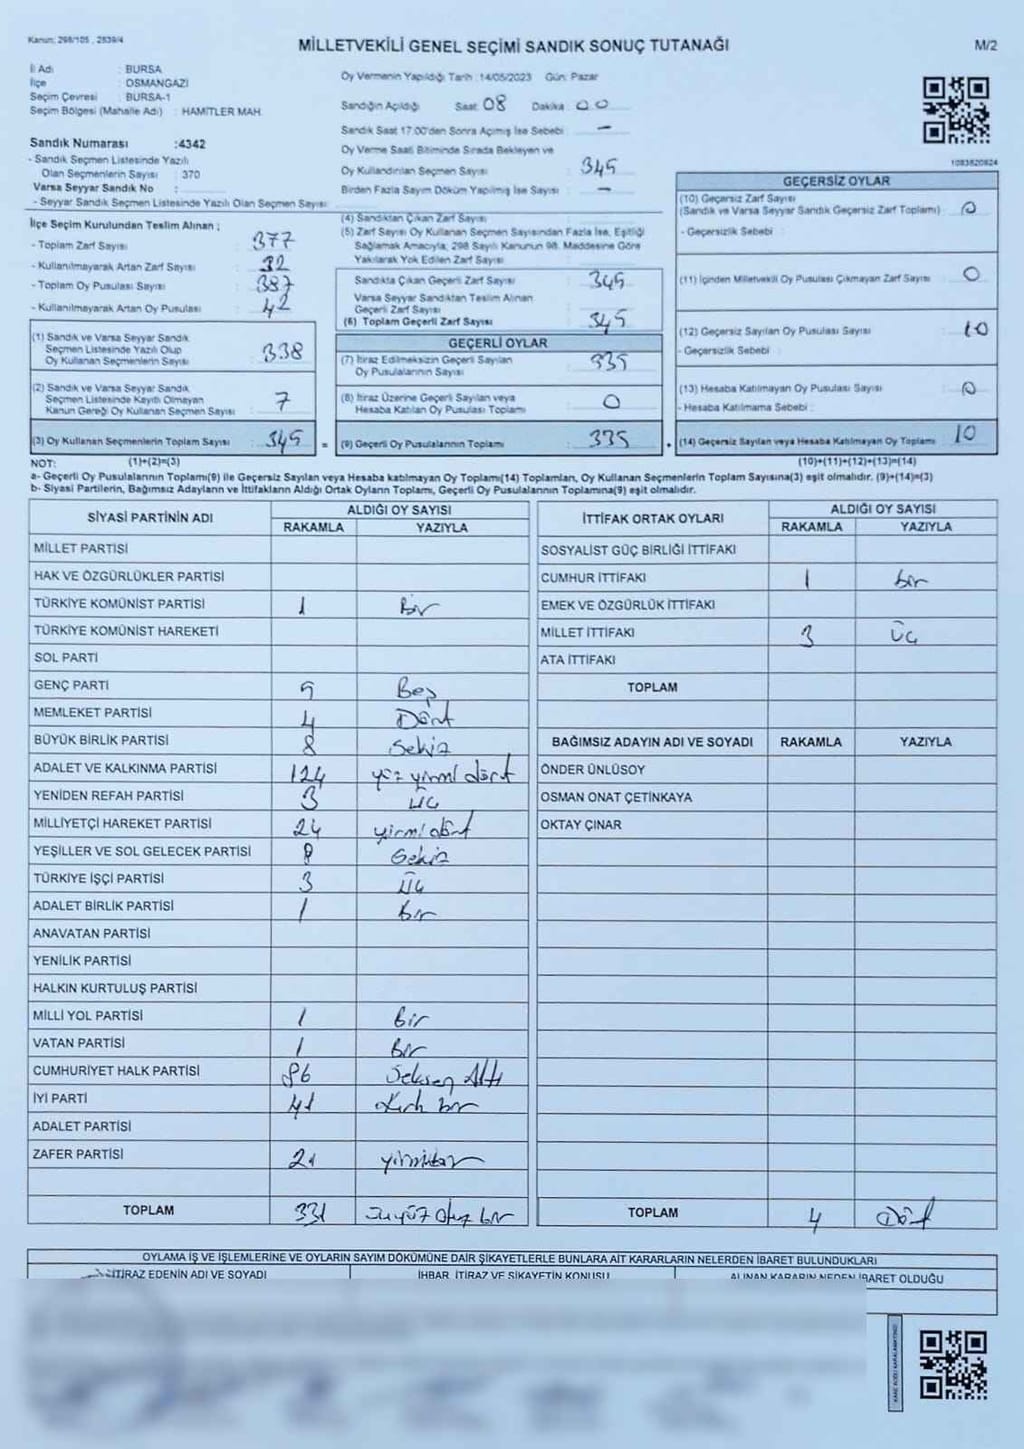 Kanun: 298/105 , 2839/4
MİLLETVEKİLİ GENEL SEÇİMİ SANDIK SONUÇ TUTANAĞI
M/2
İl Adı : BURSA
İlçe : OSMANGAZİ
Seçim Çevresi : BURSA-1
Seçim Bölgesi (Mahalle Adı) : HAMİTLER MAH.
Oy Vermenin Yapıldığı Tarih :14/05/2023 Gün: Pazar
Sandığın Açıldığı Saat: 08 Dakika: 00
Sandık Saat 17:00'den Sonra Açımış İse Sebebi : —
Oy Verme Saati Bitiminde Sırada Bekleyen ve
Oy Kullandırılan Seçmen Sayısı : 345
Birden Fazla Sayım Döküm Yapılmış İse Sayısı : —
Sandık Numarası :4342
- Sandık Seçmen Listesinde Yazılı
Olan Seçmenlerin Sayısı : 370
Varsa Seyyar Sandık No :
- Seyyar Sandık Seçmen Listesinde Yazılı Olan Seçmen Sayısı :
1083820824
İlçe Seçim Kurulundan Teslim Alınan ;
- Toplam Zarf Sayısı : 377
- Kullanılmayarak Artan Zarf Sayısı : 32
- Toplam Oy Pusulası Sayısı : 387
- Kullanılmayarak Artan Oy Pusulası : 42
(1) Sandık ve Varsa Seyyar Sandık
Seçmen Listesinde Yazılı Olup
Oy Kullanan Seçmenlerin Sayısı : 338
(2) Sandık ve Varsa Seyyar Sandık
Seçmen Listesinde Kayıtlı Olmayan
Kanun Gereği Oy Kullanan Seçmen Sayısı : 7
(3) Oy Kullanan Seçmenlerin Toplam Sayısı : 345 =
(1)+(2)=(3)
(4) Sandıktan Çıkan Zarf Sayısı :
(5) Zarf Sayısı Oy Kullanan Seçmen Sayısından Fazla İse, Eşitliği
Sağlamak Amacıyla, 298 Sayılı Kanunun 98. Maddesine Göre
Yakılarak Yok Edilen Zarf Sayısı :
Sandıkta Çıkan Geçerli Zarf Sayısı : 345
Varsa Seyyar Sandıktan Teslim Alınan
Geçerli Zarf Sayısı :
(6) Toplam Geçerli Zarf Sayısı : 345
GEÇERLİ OYLAR
(7) İtiraz Edilmeksizin Geçerli Sayılan
Oy Pusulalarının Sayısı : 335
(8) İtiraz Üzerine Geçerli Sayılan veya
Hesaba Katılan Oy Pusulası Toplamı : 0
(9) Geçerli Oy Pusulalarının Toplamı : 335
GEÇERSİZ OYLAR
(10) Geçersiz Zarf Sayısı
(Sandık ve Varsa Seyyar Sandık Geçersiz Zarf Toplamı) : 0
- Geçersizlik Sebebi :
(11) İçinden Milletvekili Oy Pusulası Çıkmayan Zarf Sayısı : 0
(12) Geçersiz Sayılan Oy Pusulası Sayısı : 10
- Geçersizlik Sebebi :
(13) Hesaba Katılmayan Oy Pusulası Sayısı : 0
- Hesaba Katılmama Sebebi :
(14) Geçersiz Sayılan veya Hesaba Katılmayan Oy Toplamı : 10
(10)+(11)+(12)+(13)=(14)
NOT:
a- Geçerli Oy Pusulalarının Toplamı(9) ile Geçersiz Sayılan veya Hesaba katılmayan Oy Toplamı(14) Toplamları, Oy Kullanan Seçmenlerin Toplam Sayısına(3) eşit olmalıdır. (9)+(14)=(3)
b- Siyasi Partilerin, Bağımsız Adayların ve İttifakların Aldığı Ortak Oyların Toplamı, Geçerli Oy Pusulalarının Toplamına(9) eşit olmalıdır.
SİYASİ PARTİNİN ADI ALDIĞI OY SAYISI
RAKAMLA YAZIYLA
MİLLET PARTİSİ
HAK VE ÖZGÜRLÜKLER PARTİSİ
TÜRKİYE KOMÜNİST PARTİSİ 1 Bir
TÜRKİYE KOMÜNİST HAREKETİ
SOL PARTİ
GENÇ PARTİ 5 Beş
MEMLEKET PARTİSİ 4 Dört
BÜYÜK BİRLİK PARTİSİ 8 Sekiz
ADALET VE KALKINMA PARTİSİ 124 yüz yirmi dört
YENİDEN REFAH PARTİSİ 3 üç
MİLLİYETÇİ HAREKET PARTİSİ 24 yirmi dört
YEŞİLLER VE SOL GELECEK PARTİSİ 8 Sekiz
TÜRKİYE İŞÇİ PARTİSİ 3 Üç
ADALET BİRLİK PARTİSİ 1 bir
ANAVATAN PARTİSİ
YENİLİK PARTİSİ
HALKIN KURTULUŞ PARTİSİ
MİLLİ YOL PARTİSİ 1 Bir
VATAN PARTİSİ 1 Bir
CUMHURİYET HALK PARTİSİ 86 Seksen Altı
İYİ PARTİ 41 Kırk bir
ADALET PARTİSİ
ZAFER PARTİSİ 21 yirmibir
TOPLAM 331 üçyüz otuz bir
İTTİFAK ORTAK OYLARI ALDIĞI OY SAYISI
RAKAMLA YAZIYLA
SOSYALİST GÜÇ BİRLİĞİ İTTİFAKI
CUMHUR İTTİFAKI 1 bir
EMEK VE ÖZGÜRLÜK İTTİFAKI
MİLLET İTTİFAKI 3 üç
ATA İTTİFAKI
TOPLAM
BAĞIMSIZ ADAYIN ADI VE SOYADI RAKAMLA YAZIYLA
ÖNDER ÜNLÜSOY
OSMAN ONAT ÇETİNKAYA
OKTAY ÇINAR
TOPLAM 4 Dört
OYLAMA İŞ VE İŞLEMLERİNE VE OYLARIN SAYIM DÖKÜMÜNE DAİR ŞİKAYETLERLE BUNLARA AİT KARARLARIN NELERDEN İBARET BULUNDUKLARI
İTİRAZ EDENİN ADI VE SOYADI İHBAR, İTİRAZ VE ŞİKAYETİN KONUSU ALINAN KARARIN NEDEN İBARET OLDUĞU